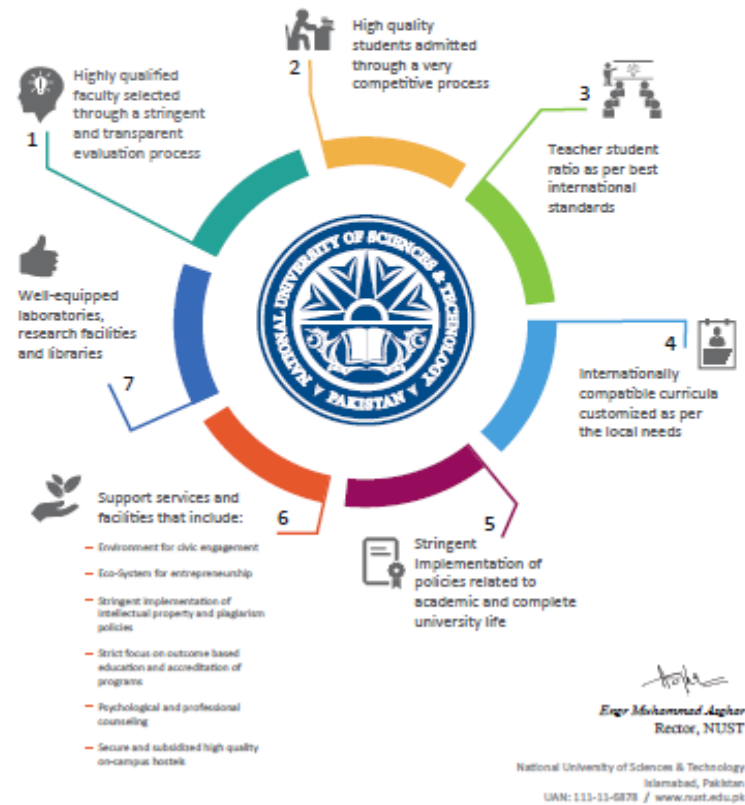 1
Highly qualified
faculty selected
through a stringent
and transparent
evaluation process
2
High quality
students admitted
through a very
competitive process
3
Teacher student
ratio as per best
international
standards
NATIONAL UNIVERSITY OF SCIENCES & TECHNOLOGY
PAKISTAN
4
Internationally
compatible curricula
customized as per
the local needs
5
Stringent
Implementation of
policies related to
academic and complete
university life
6
Support services and
facilities that include:
– Environment for civic engagement
– Eco-System for entrepreneurship
– Stringent implementation of
intellectual property and plagiarism
policies
– Strict focus on outcome based
education and accreditation of
programs
– Psychological and professional
counseling
– Secure and subsidized high quality
on-campus hostels
7
Well-equipped
laboratories,
research facilities
and libraries
Engr Muhammad Asghar
Rector, NUST
National University of Sciences & Technology
Islamabad, Pakistan
UAN: 111-11-6878 / www.nust.edu.pk